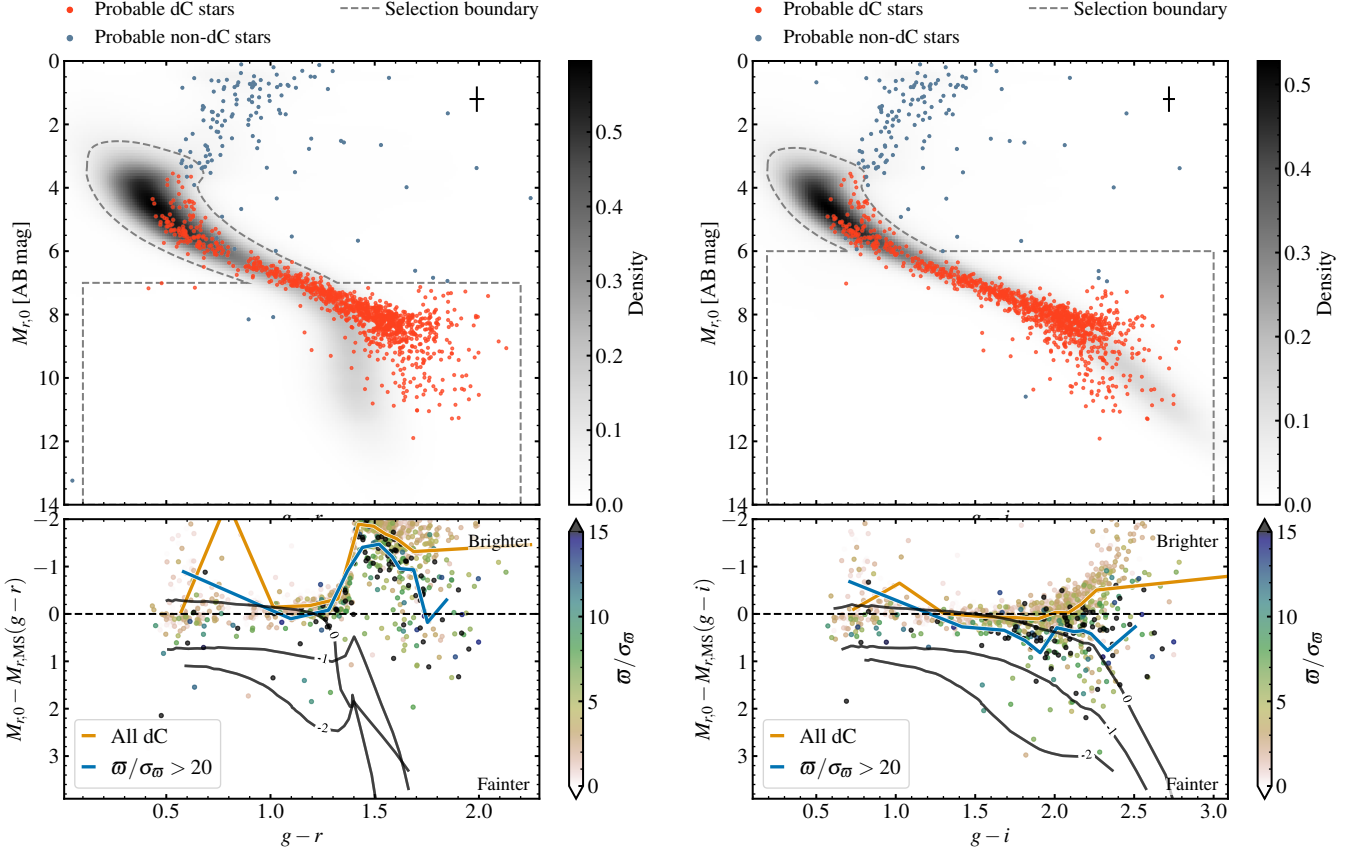 Probable dC stars
Selection boundary
Probable non-dC stars
0
2
4
6
8
10
12
14
M_{r,0} [AB mag]
0.5
0.4
0.3
0.2
0.1
0.0
Density
g − r
−2
−1
0
1
2
3
M_{r,0} − M_{r,MS}(g − r)
Brighter
0
-1
-2
All dC
ϖ/σ_ϖ > 20
Fainter
0.5
1.0
1.5
2.0
g − r
15
10
5
0
ϖ/σ_ϖ
Probable dC stars
Selection boundary
Probable non-dC stars
0
2
4
6
8
10
12
14
M_{r,0} [AB mag]
0.5
0.4
0.3
0.2
0.1
0.0
Density
g − i
−2
−1
0
1
2
3
M_{r,0} − M_{r,MS}(g − i)
Brighter
0
-1
-2
All dC
ϖ/σ_ϖ > 20
Fainter
0.5
1.0
1.5
2.0
2.5
3.0
g − i
15
10
5
0
ϖ/σ_ϖ